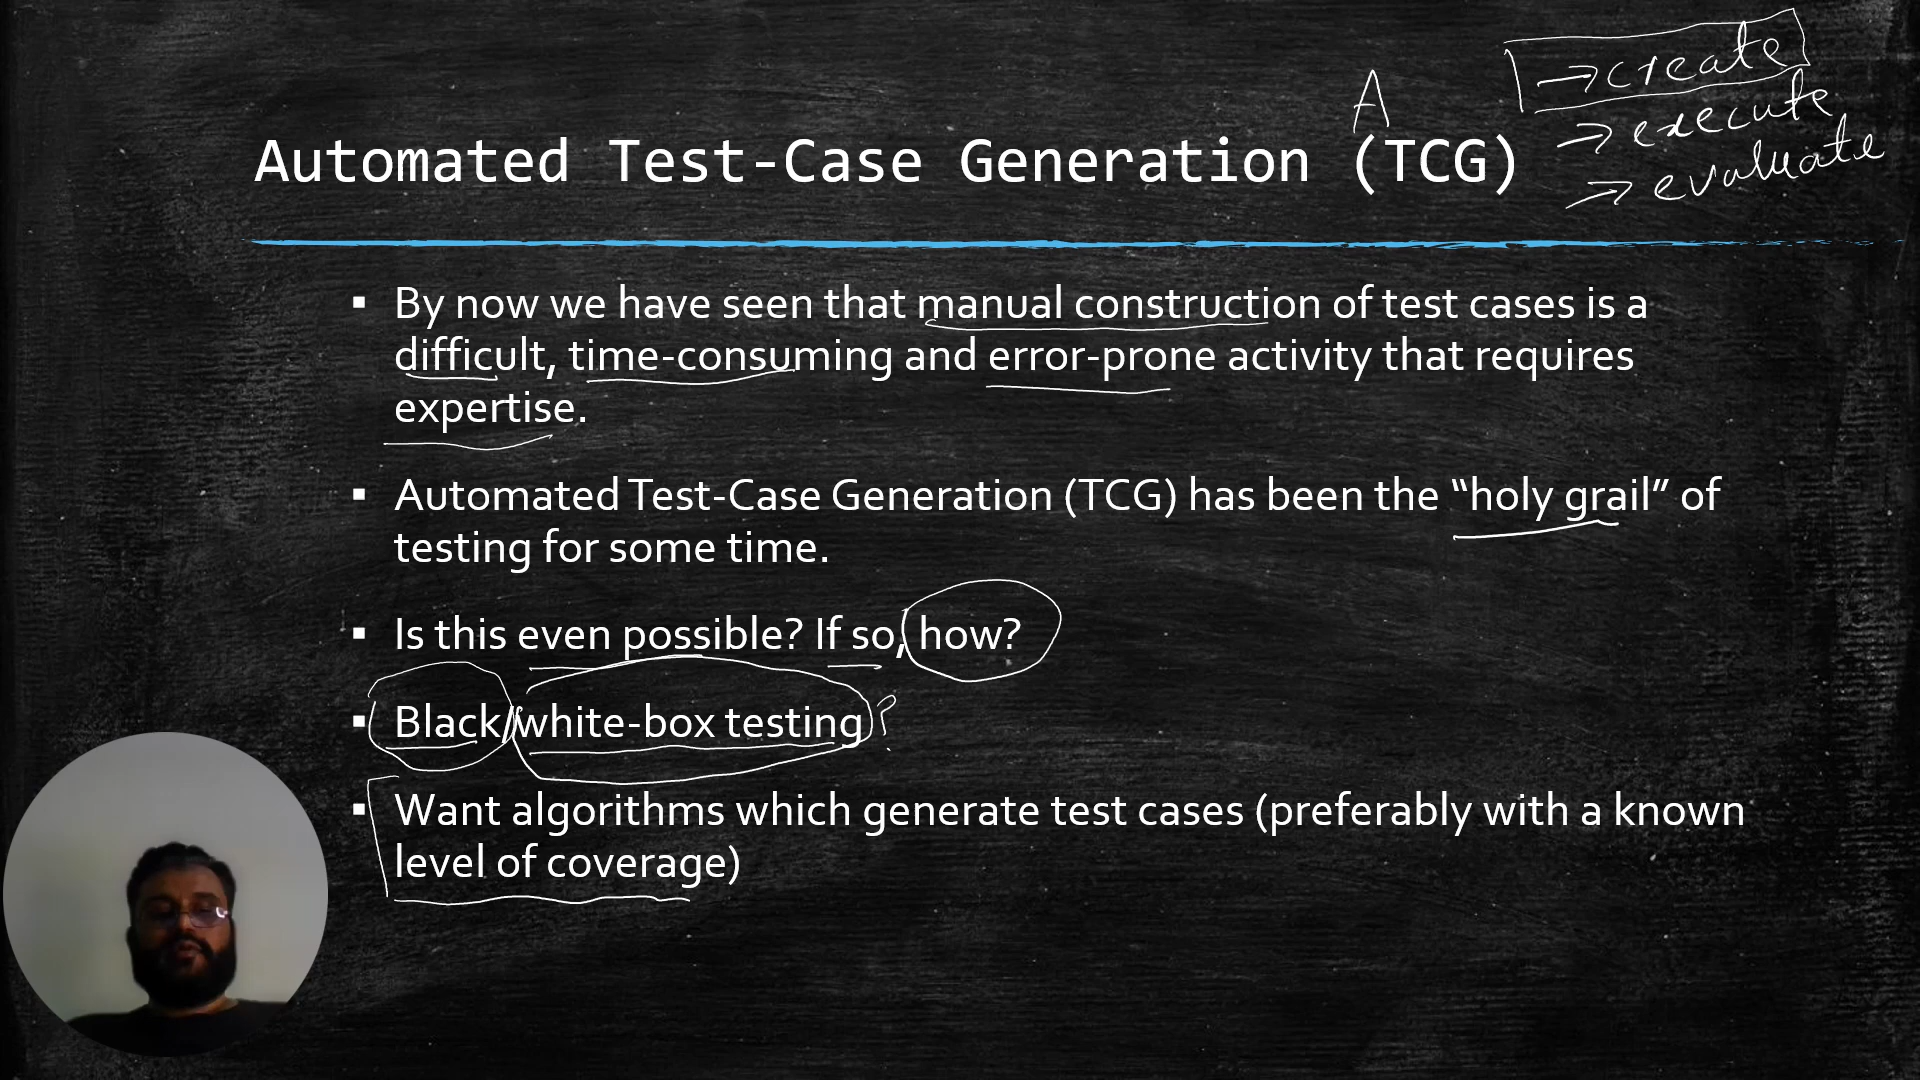 → create
→ execute
→ evaluate
A
Automated Test-Case Generation (TCG)
▪ By now we have seen that manual construction of test cases is a
difficult, time-consuming and error-prone activity that requires
expertise.
▪ Automated Test-Case Generation (TCG) has been the “holy grail” of
testing for some time.
▪ Is this even possible? If so, how?
▪ Black/white-box testing ?
▪ Want algorithms which generate test cases (preferably with a known
level of coverage)